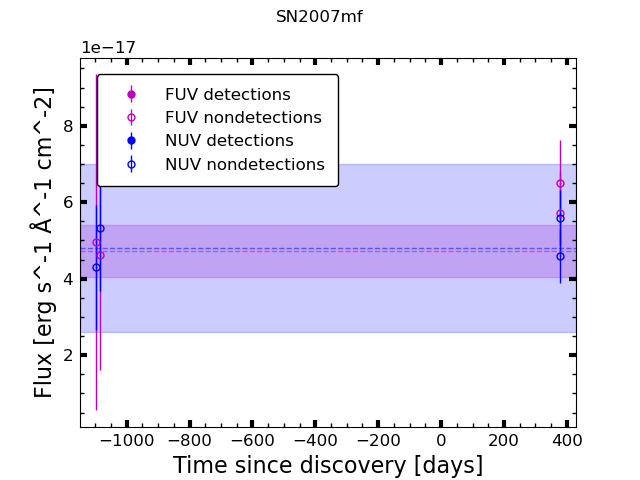 SN2007mf
1e−17
FUV detections
FUV nondetections
NUV detections
NUV nondetections
8
6
4
2
Flux [erg s^-1 Å^-1 cm^-2]
−1000 −800 −600 −400 −200 0 200 400
Time since discovery [days]